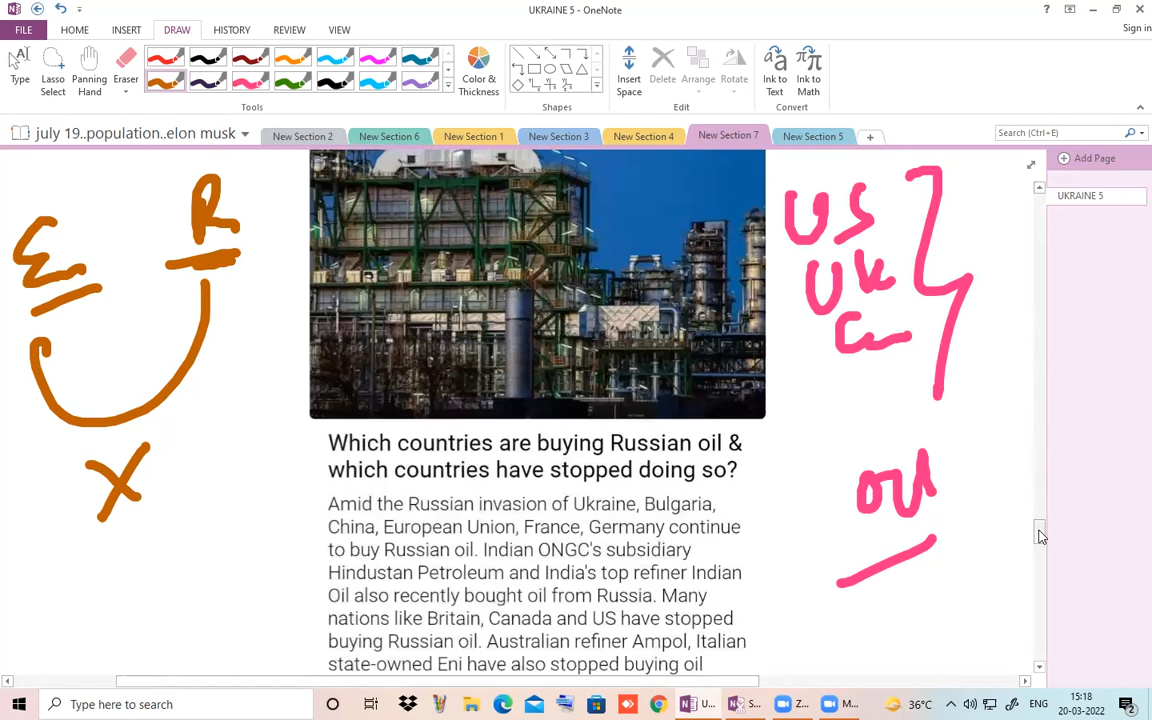 UKRAINE 5 - OneNote
FILE HOME INSERT DRAW HISTORY REVIEW VIEW
Sign in
Type
Lasso Select
Panning Hand
Eraser
Color & Thickness
Insert Space
Delete
Arrange
Rotate
Ink to Text
Ink to Math
Tools
Shapes
Edit
Convert
july 19..population..elon musk
New Section 2
New Section 6
New Section 1
New Section 3
New Section 4
New Section 7
New Section 5
Search (Ctrl+E)
Add Page
UKRAINE 5
E
R
X
US
UK
Can
oil
Which countries are buying Russian oil &
which countries have stopped doing so?
Amid the Russian invasion of Ukraine, Bulgaria,
China, European Union, France, Germany continue
to buy Russian oil. Indian ONGC's subsidiary
Hindustan Petroleum and India's top refiner Indian
Oil also recently bought oil from Russia. Many
nations like Britain, Canada and US have stopped
buying Russian oil. Australian refiner Ampol, Italian
state-owned Eni have also stopped buying oil
Type here to search
U...
S...
Z...
M...
36°C
ENG
15:18
20-03-2022
2